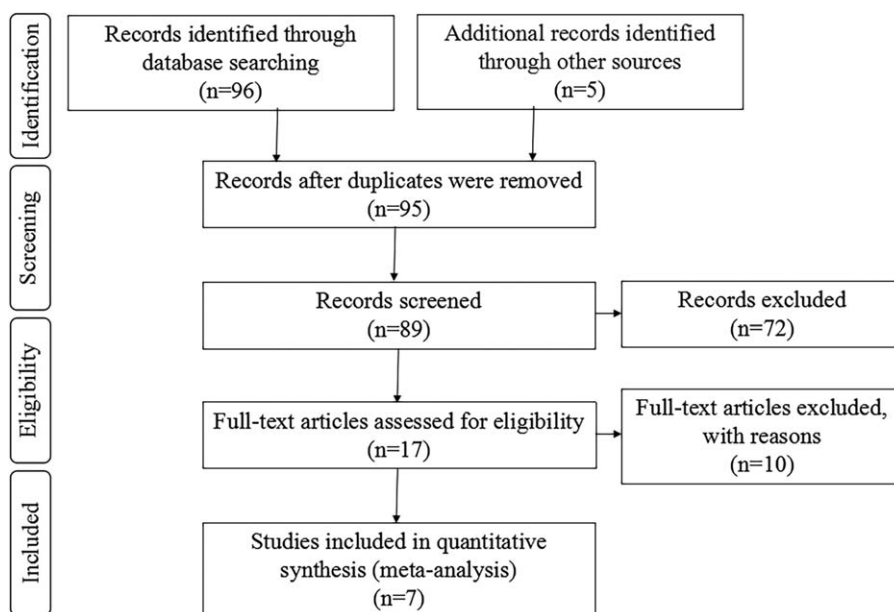 Identification
Records identified through
database searching
(n=96)
Additional records identified
through other sources
(n=5)
Screening
Records after duplicates were removed
(n=95)
Records screened
(n=89)
Records excluded
(n=72)
Eligibility
Full-text articles assessed for eligibility
(n=17)
Full-text articles excluded,
with reasons
(n=10)
Included
Studies included in quantitative
synthesis (meta-analysis)
(n=7)